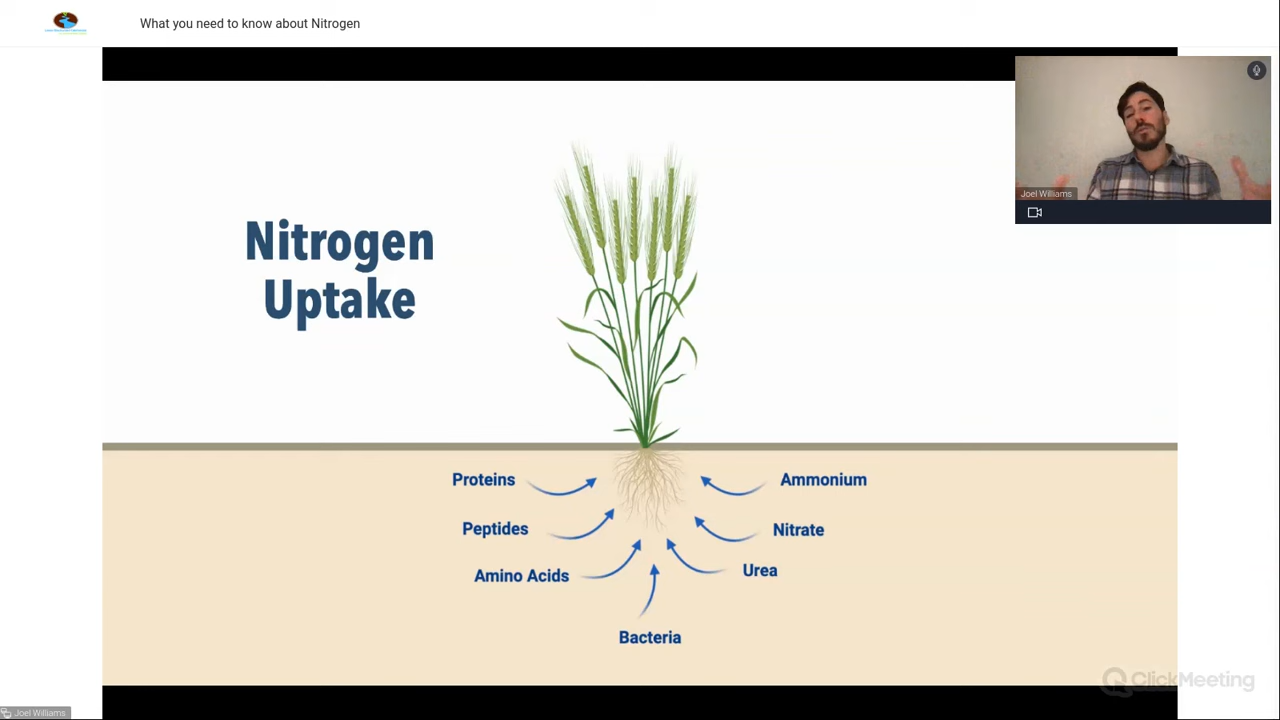 What you need to know about Nitrogen
Joel Williams
Nitrogen
Uptake
Proteins
Ammonium
Peptides
Nitrate
Amino Acids
Urea
Bacteria
ClickMeeting
Joel Williams